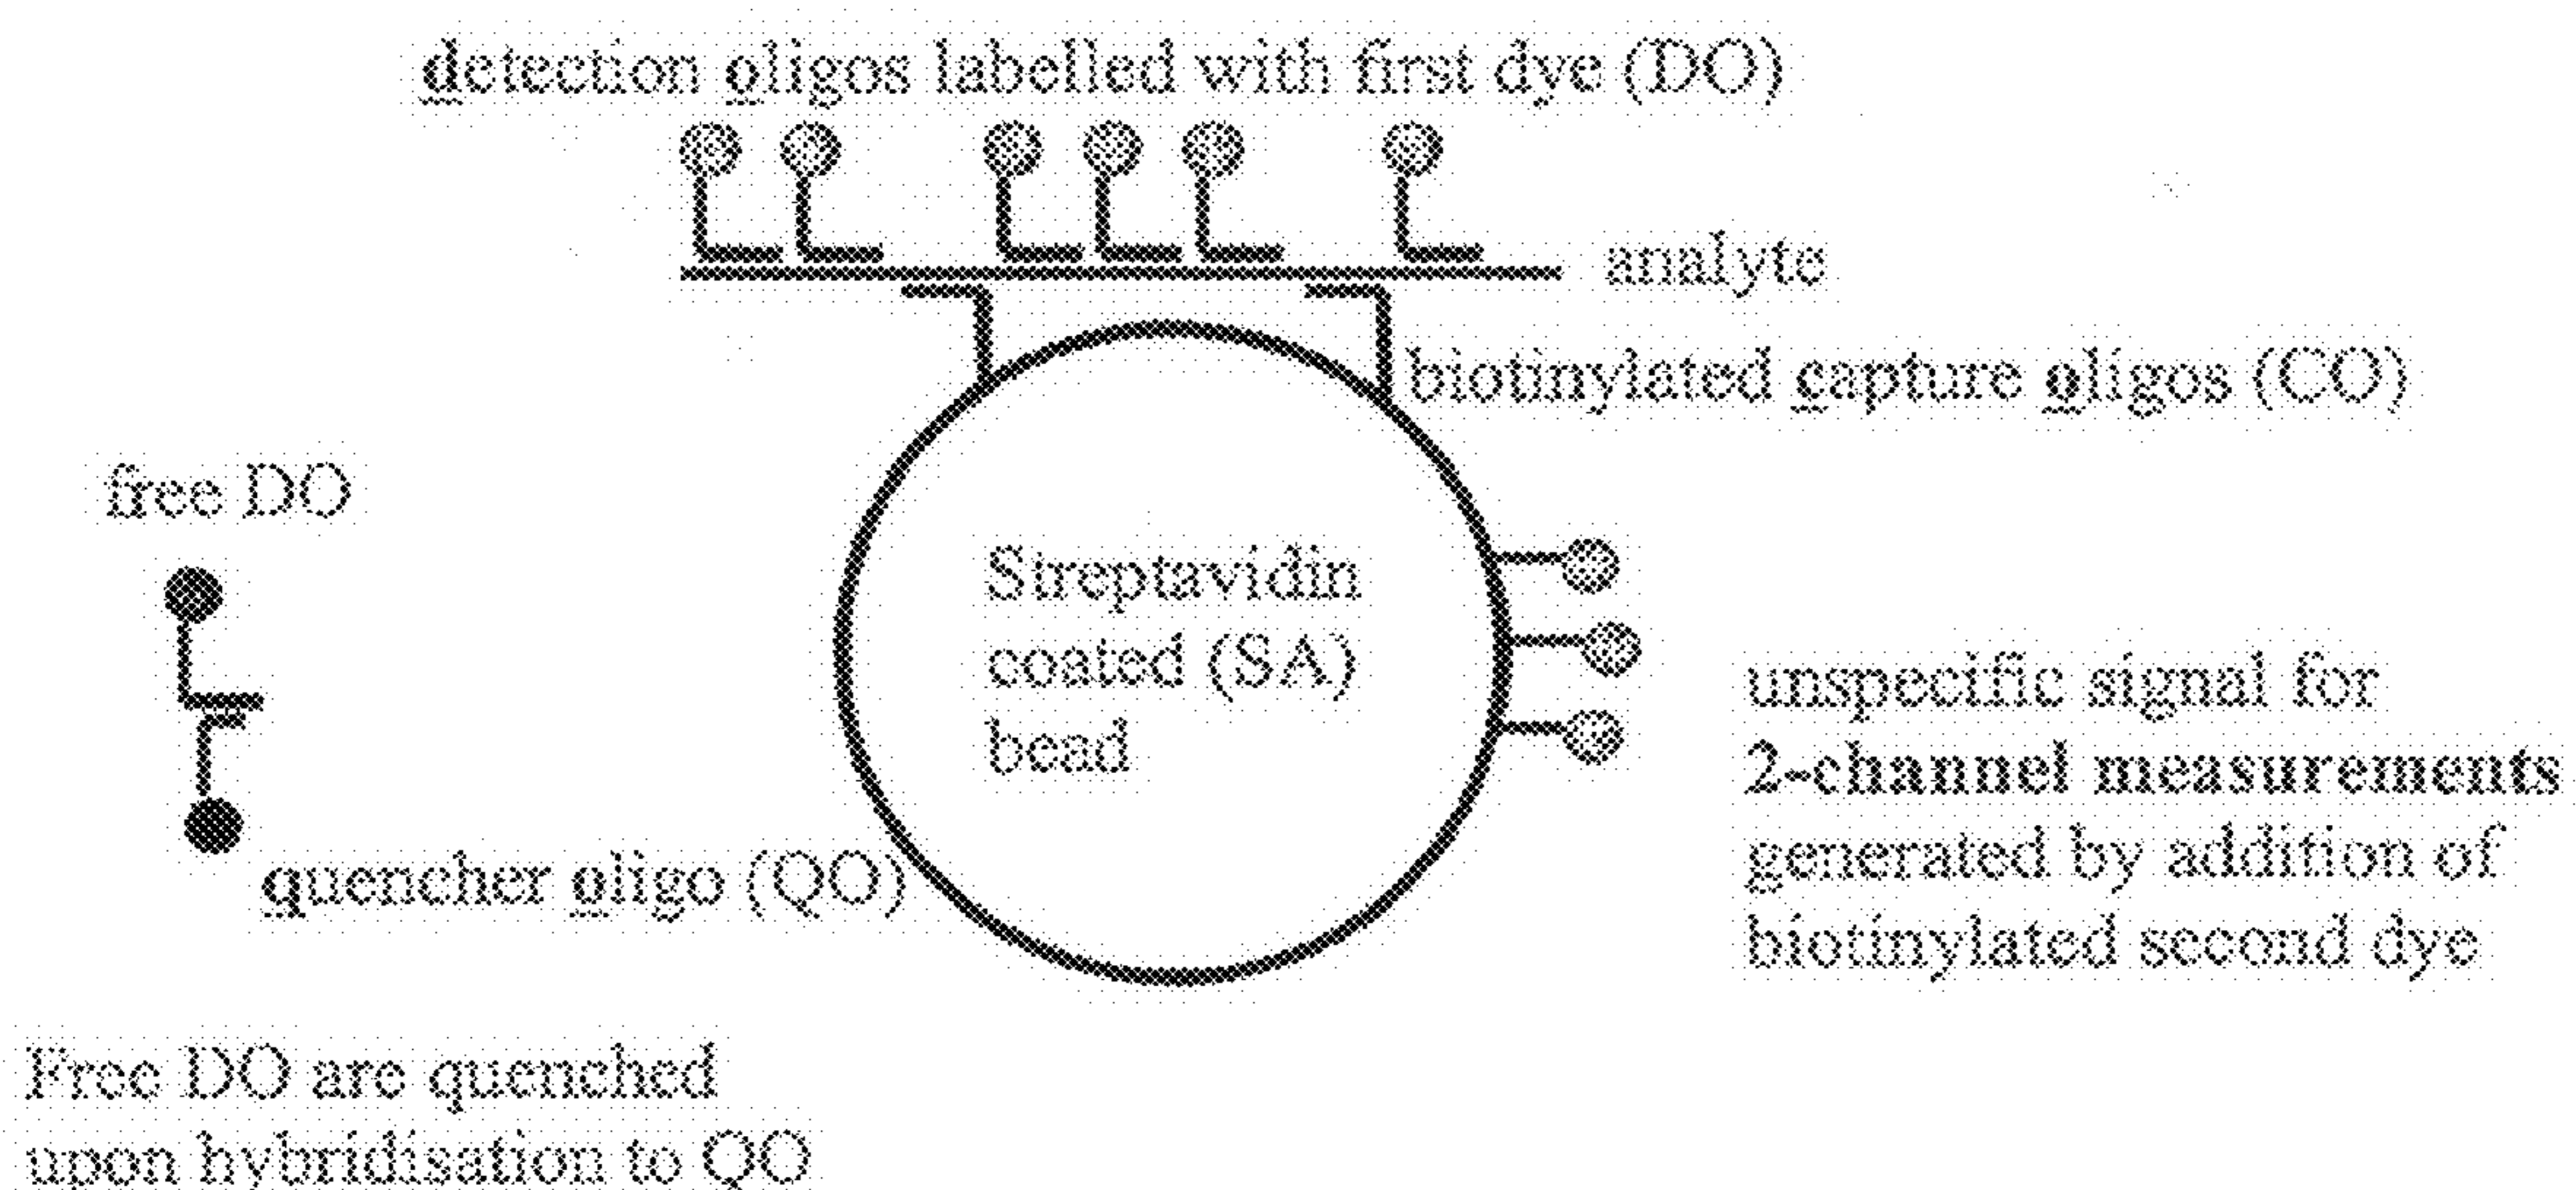 detection oligos labelled with first dye (DO)
analyte
biotinylated capture oligos (CO)
free DO
Streptavidin
coated (SA)
bead
unspecific signal for
2-channel measurements
generated by addition of
biotinylated second dye
quencher oligo (QO)
Free DO are quenched
upon hybridisation to QO